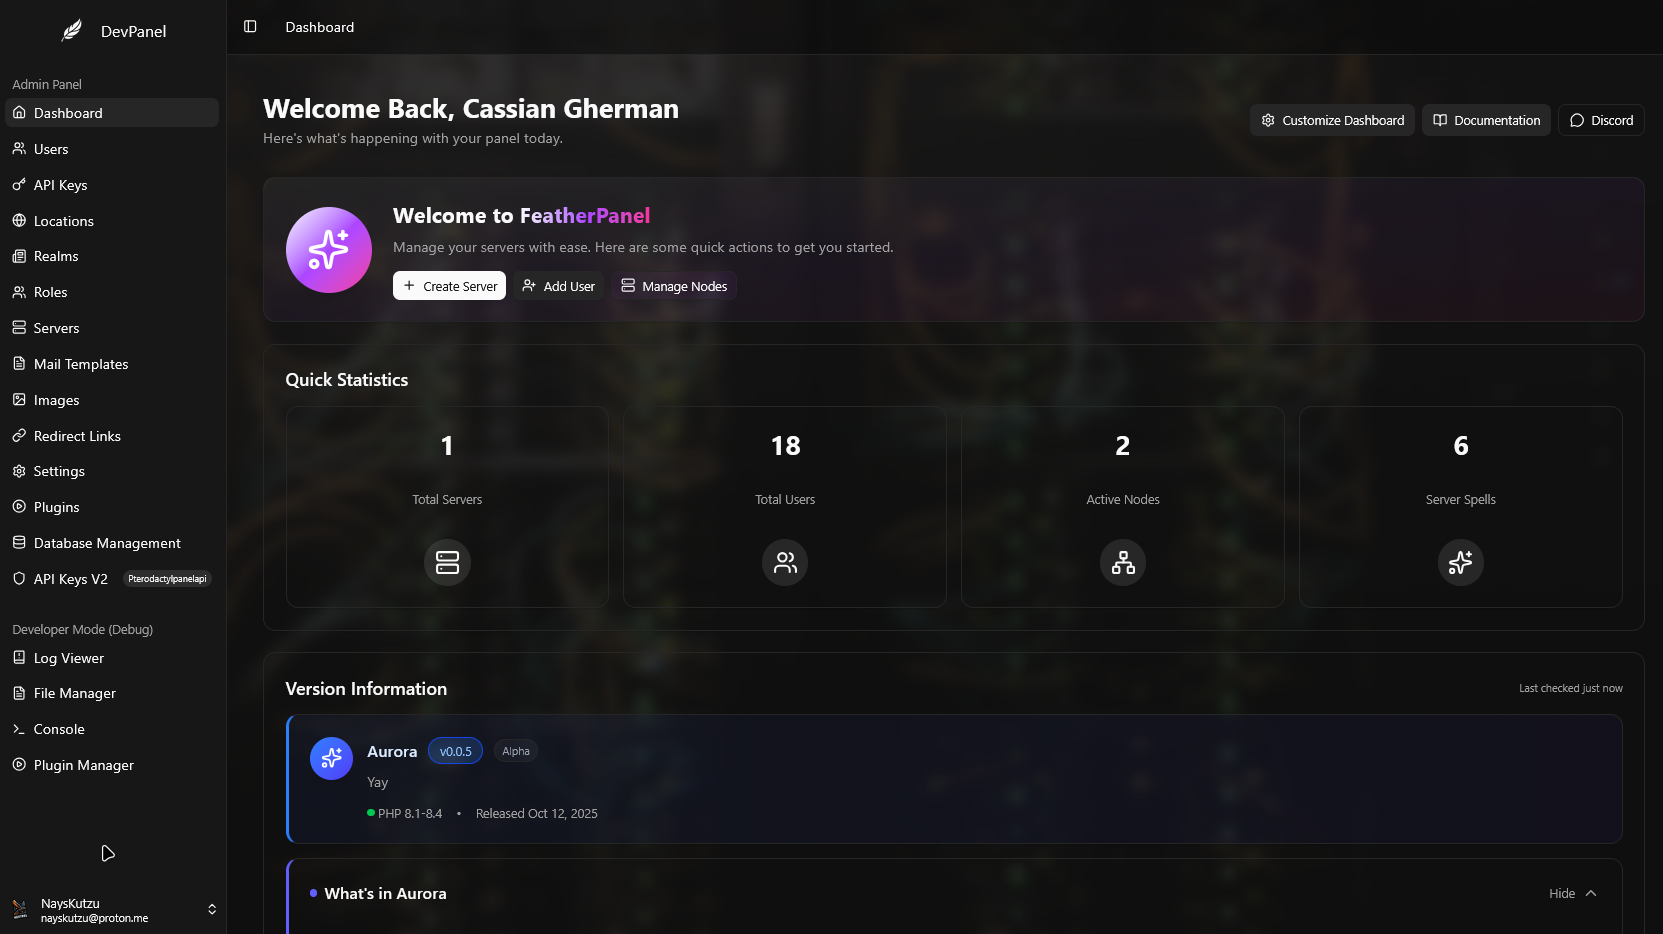 DevPanel
Dashboard
Admin Panel
Dashboard
Users
API Keys
Locations
Realms
Roles
Servers
Mail Templates
Images
Redirect Links
Settings
Plugins
Database Management
API Keys V2 Pterodactylpanelapi
Developer Mode (Debug)
Log Viewer
File Manager
Console
Plugin Manager
NaysKutzu
nayskutzu@proton.me
Welcome Back, Cassian Gherman
Here's what's happening with your panel today.
Customize Dashboard Documentation Discord
Welcome to FeatherPanel
Manage your servers with ease. Here are some quick actions to get you started.
Create Server Add User Manage Nodes
Quick Statistics
1 18 2 6
Total Servers Total Users Active Nodes Server Spells
Version Information Last checked just now
Aurora v0.0.5 Alpha
Yay
PHP 8.1-8.4 • Released Oct 12, 2025
What's in Aurora Hide